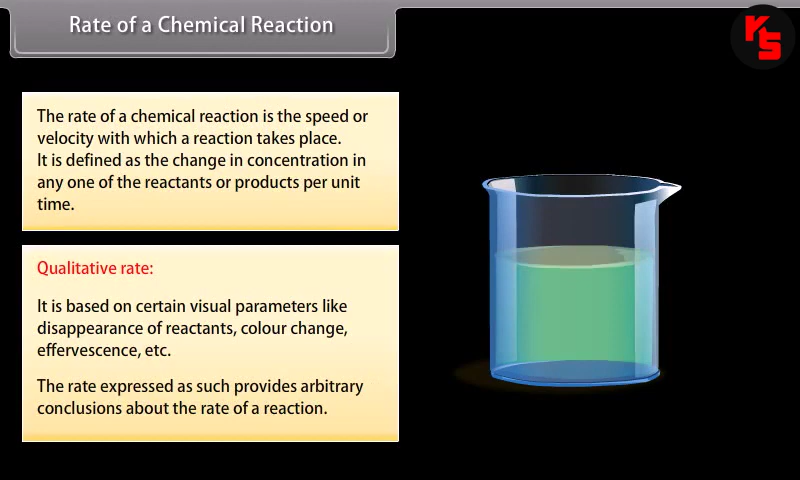 Rate of a Chemical Reaction
KS
The rate of a chemical reaction is the speed or
velocity with which a reaction takes place.
It is defined as the change in concentration in
any one of the reactants or products per unit
time.
Qualitative rate:
It is based on certain visual parameters like
disappearance of reactants, colour change,
effervescence, etc.
The rate expressed as such provides arbitrary
conclusions about the rate of a reaction.